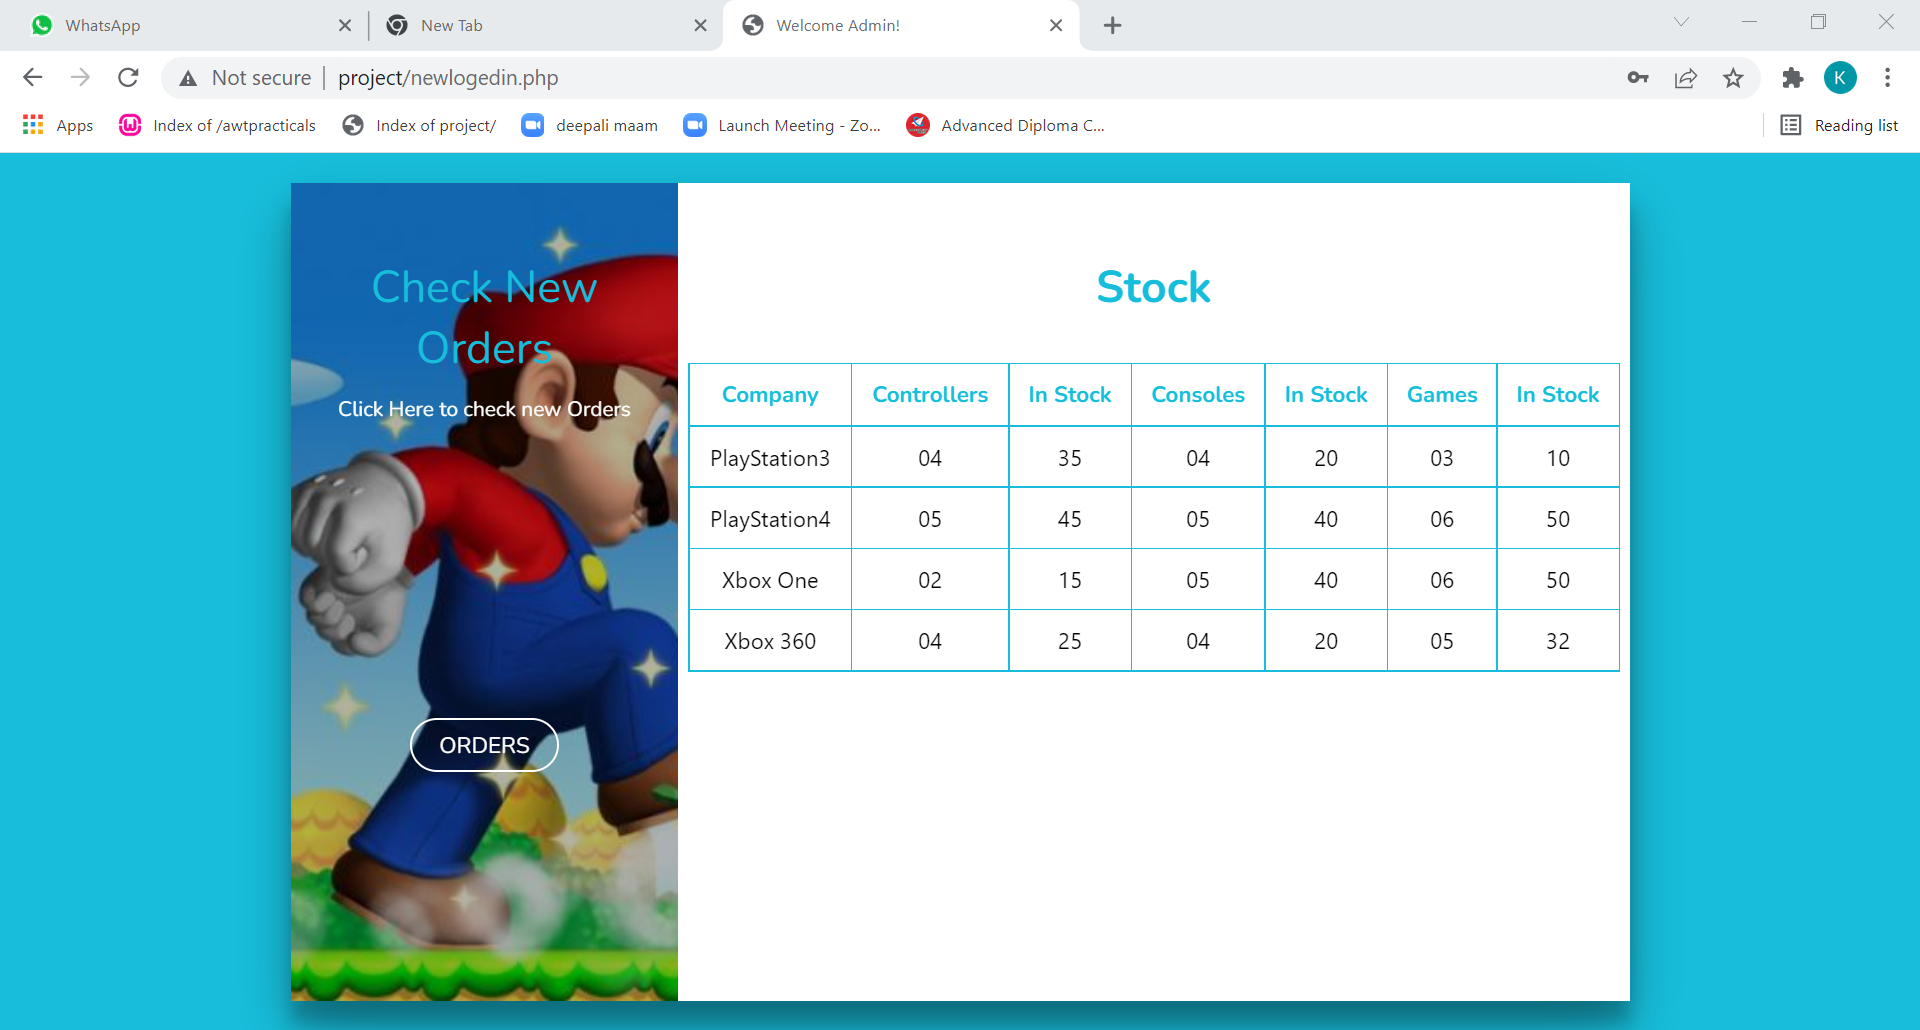 WhatsApp
New Tab
Welcome Admin!
Not secure project/newlogedin.php
K
Apps
Index of /awtpracticals
Index of project/
deepali maam
Launch Meeting - Zo...
Advanced Diploma C...
Reading list
Check New
Orders
Click Here to check new Orders
ORDERS
Stock
Company Controllers In Stock Consoles In Stock Games In Stock
PlayStation3 04 35 04 20 03 10
PlayStation4 05 45 05 40 06 50
Xbox One 02 15 05 40 06 50
Xbox 360 04 25 04 20 05 32